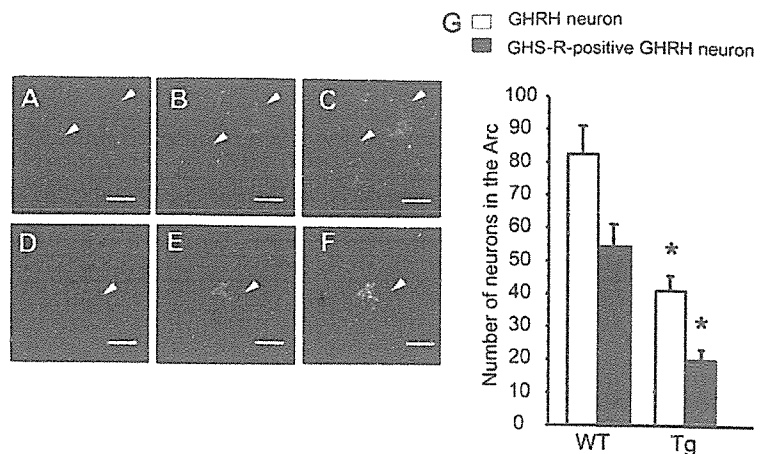 G GHRH neuron
GHS-R-positive GHRH neuron
A
B
C
D
E
F
Number of neurons in the Arc
100
90
80
70
60
50
40
30
20
10
0
*
*
WT
Tg